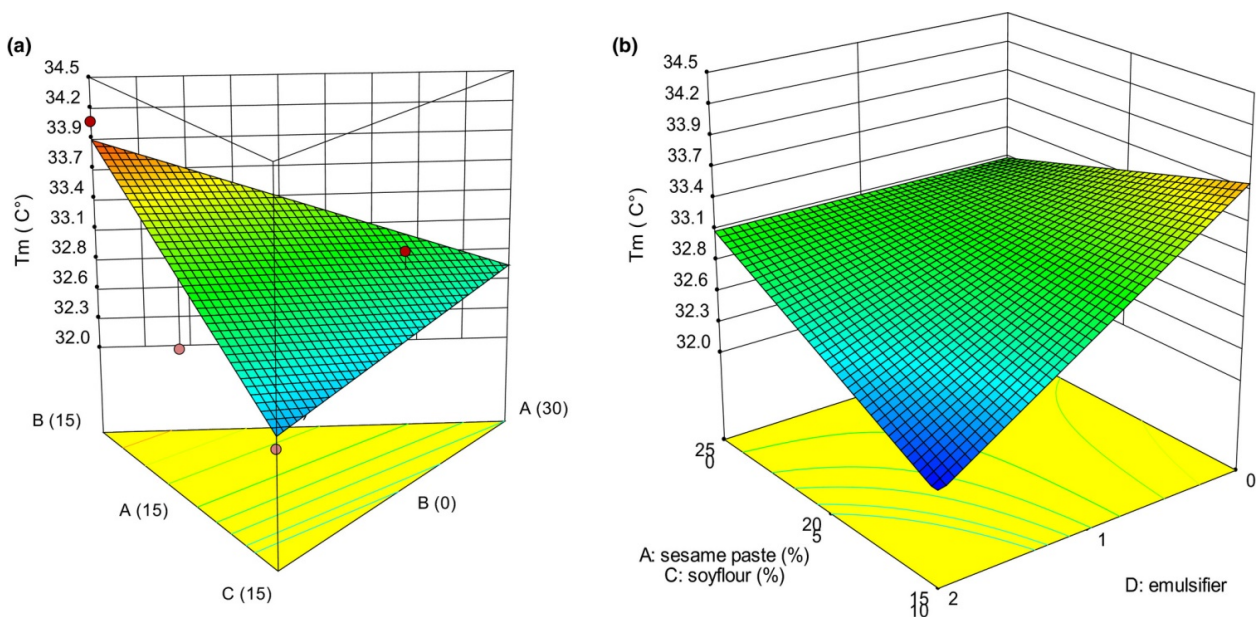 (a)
34.5
34.2
33.9
33.7
33.4
33.1
32.8
32.6
32.3
32.0
Tm ( C°)
B (15)
A (30)
A (15)
B (0)
C (15)
(b)
34.5
34.2
33.9
33.7
33.4
33.1
32.8
32.6
32.3
32.0
Tm ( C°)
25
0
20
5
15
10
A: sesame paste (%)
C: soyflour (%)
2
1
0
D: emulsifier